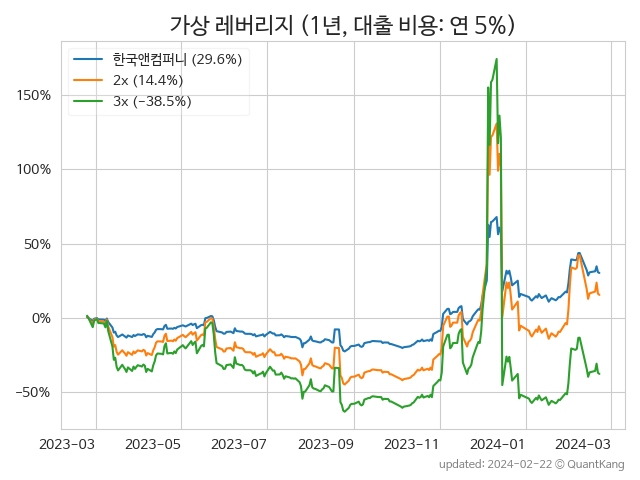 가상 레버리지 (1년, 대출 비용: 연 5%)
한국앤컴퍼니 (29.6%)
2x (14.4%)
3x (-38.5%)
150%
100%
50%
0%
-50%
2023-03
2023-05
2023-07
2023-09
2023-11
2024-01
2024-03
updated: 2024-02-22 © QuantKang